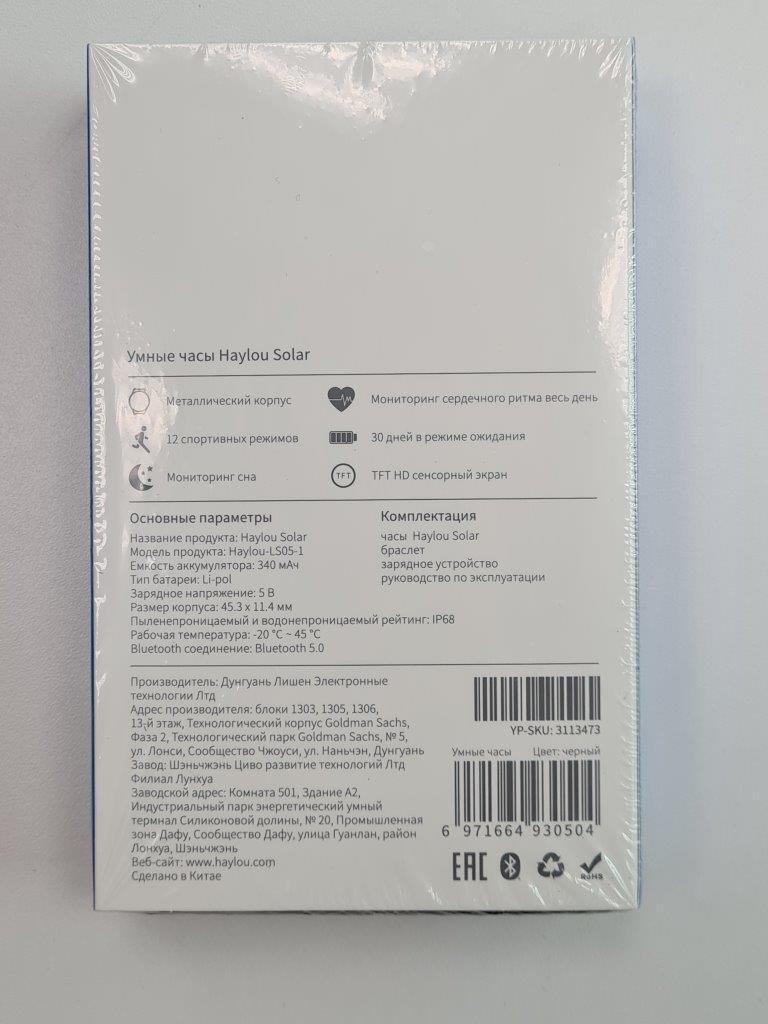 Умные часы Haylou Solar
Металлический корпус
Мониторинг сердечного ритма весь день
12 спортивных режимов
30 дней в режиме ожидания
Мониторинг сна
TFT
TFT HD сенсорный экран
Основные параметры
Название продукта: Haylou Solar
Модель продукта: Haylou-LS05-1
Емкость аккумулятора: 340 мАч
Тип батареи: Li-pol
Зарядное напряжение: 5 В
Размер корпуса: 45.3 x 11.4 мм
Пыленепроницаемый и водонепроницаемый рейтинг: IP68
Рабочая температура: -20 °C ~ 45 °C
Bluetooth соединение: Bluetooth 5.0
Комплектация
часы Haylou Solar
браслет
зарядное устройство
руководство по эксплуатации
Производитель: Дунгуань Лишен Электронные
технологии Лтд
Адрес производителя: блоки 1303, 1305, 1306,
13-й этаж, Технологический корпус Goldman Sachs,
Фаза 2, Технологический парк Goldman Sachs, № 5,
ул. Лонси, Сообщество Чжоуси, ул. Наньчэн, Дунгуань
Завод: Шэньчжэнь Циво развитие технологий Лтд
Филиал Лунхуа
Заводской адрес: Комната 501, Здание А2,
Индустриальный парк энергетический умный
термнал Силиконовой долины, № 20, Промышленная
зона Дафу, Сообщество Дафу, улица Гуанлан, район
Лонхуа, Шэньчжэнь
Веб-сайт: www.haylou.com
Сделано в Китае
YP-SKU: 3113473
Умные часы Цвет: черный
6 971664 930504
EAC
RoHS